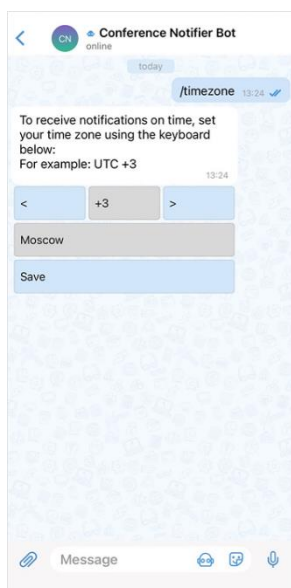 CN
Conference Notifier Bot
online
today
/timezone 13:24
To receive notifications on time, set
your time zone using the keyboard
below:
For example: UTC +3
13:24
< +3 >
Moscow
Save
Message